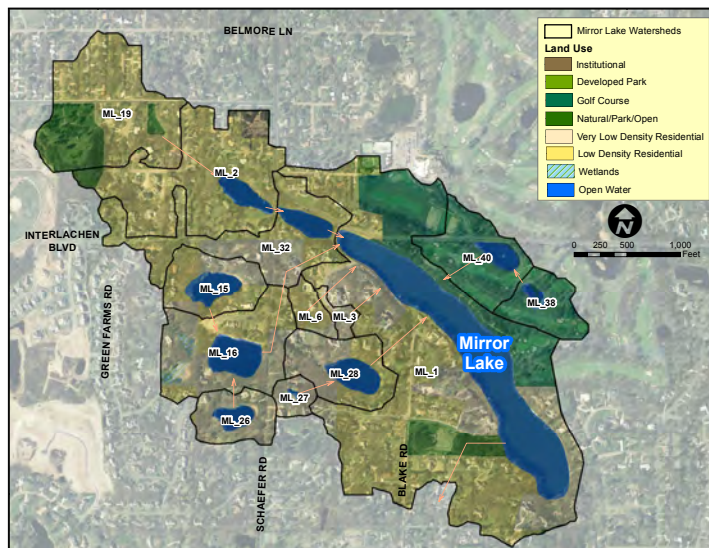 BELMORE LN
Mirror Lake Watersheds
Land Use
Institutional
Developed Park
Golf Course
Natural/Park/Open
Very Low Density Residential
Low Density Residential
Wetlands
Open Water
N
0 250 500 1,000
Feet
ML_19
ML_2
INTERLACHEN
BLVD
ML_32
ML_40
ML_15
ML_38
GREEN FARMS RD
ML_6
ML_3
ML_16
Mirror
Lake
ML_28
ML_1
ML_27
ML_26
BLAKE RD
SCHAEFER RD